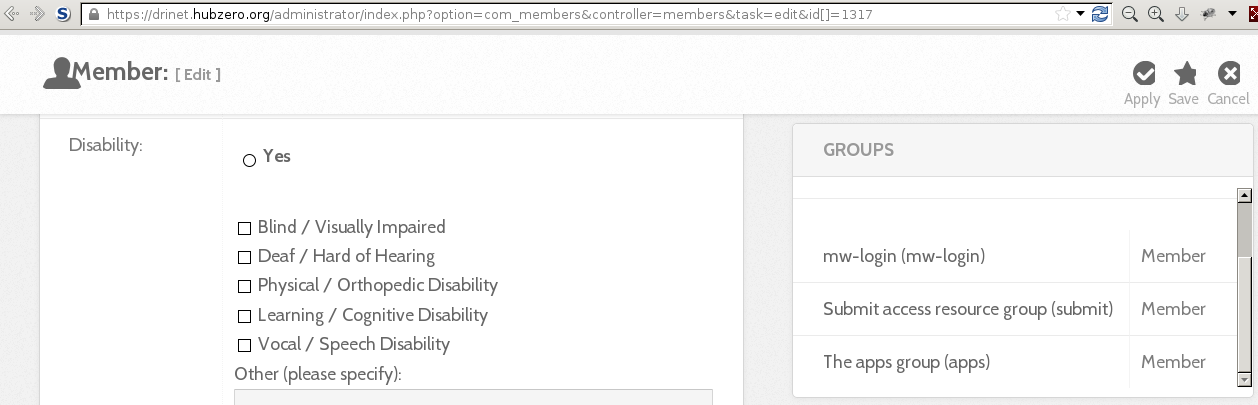 https://drinet.hubzero.org/administrator/index.php?option=com_members&controller=members&task=edit&id[]=1317
Member: [ Edit ]
Apply Save Cancel
Disability:
Yes
Blind / Visually Impaired
Deaf / Hard of Hearing
Physical / Orthopedic Disability
Learning / Cognitive Disability
Vocal / Speech Disability
Other (please specify):
GROUPS
mw-login (mw-login) Member
Submit access resource group (submit) Member
The apps group (apps) Member